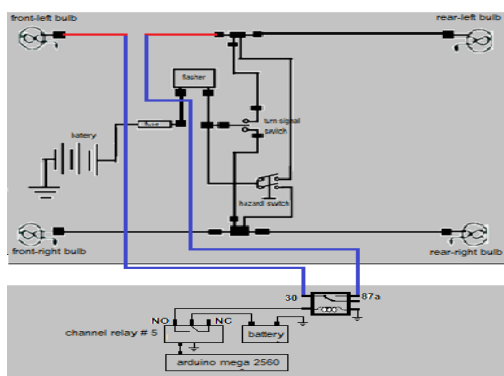 front-left bulb
rear-left bulb
flasher
fuse
turn signal
switch
battery
hazard switch
front-right bulb
rear-right bulb
30
87a
NO
NC
channel relay # 5
battery
arduino mega 2560